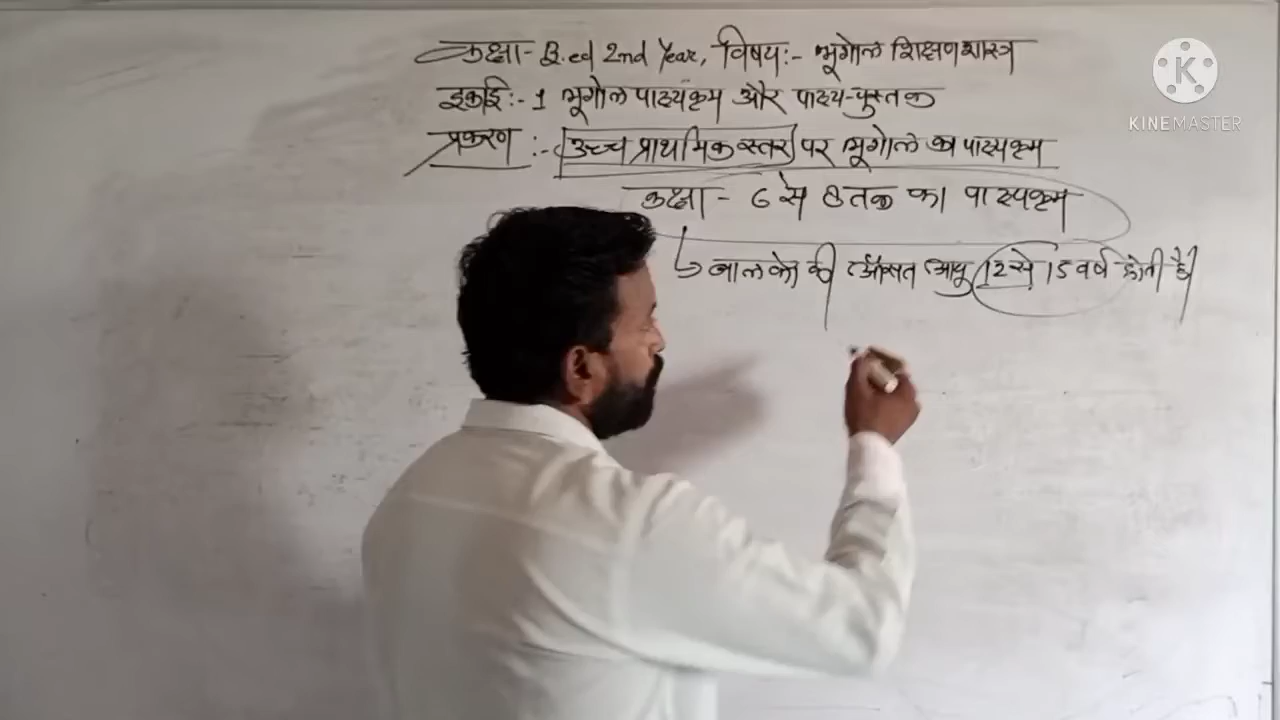 कक्षा - B.ed 2nd Year, विषय :- भूगोल शिक्षण शास्त्र
इकाई :- 1 भूगोल पाठ्यक्रम और पाठ्य-पुस्तक
प्रकरण :- उच्च प्राथमिक स्तर पर भूगोल का पाठ्यक्रम
कक्षा - 6 से 8 तक का पाठ्यक्रम
बालको की औसत आयु 12 से 15 वर्ष होती है।
K
KINEMASTER